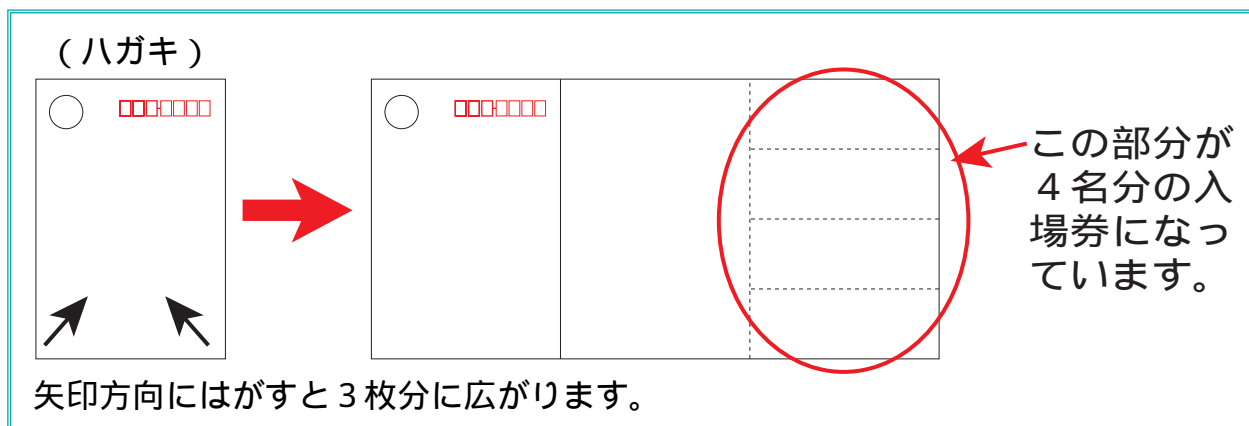 (ハガキ)
この部分が
４名分の入
場券になっ
ています。
矢印方向にはがすと３枚分に広がります。